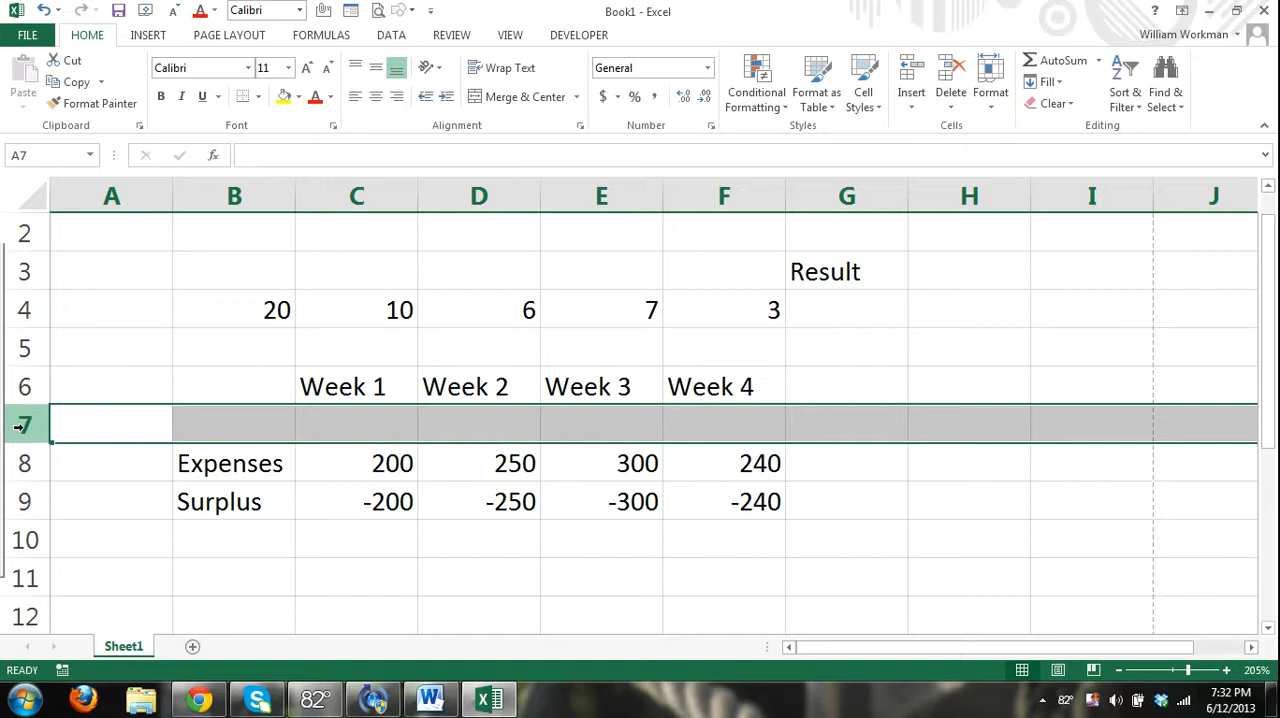 Calibri
Book1 - Excel
?
FILE HOME INSERT PAGE LAYOUT FORMULAS DATA REVIEW VIEW DEVELOPER William Workman
Paste
Cut
Copy
Format Painter
Calibri 11
B I U
Wrap Text
Merge & Center
General
$ % ,
Conditional Formatting
Format as Table
Cell Styles
Insert
Delete
Format
AutoSum
Fill
Clear
Sort & Filter
Find & Select
Clipboard Font Alignment Number Styles Cells Editing
A7 fx
A B C D E F G H I J
2
3 Result
4 20 10 6 7 3
5
6 Week 1 Week 2 Week 3 Week 4
7
8 Expenses 200 250 300 240
9 Surplus -200 -250 -300 -240
10
11
12
Sheet1
READY 205%
82° 82° 7:32 PM
6/12/2013